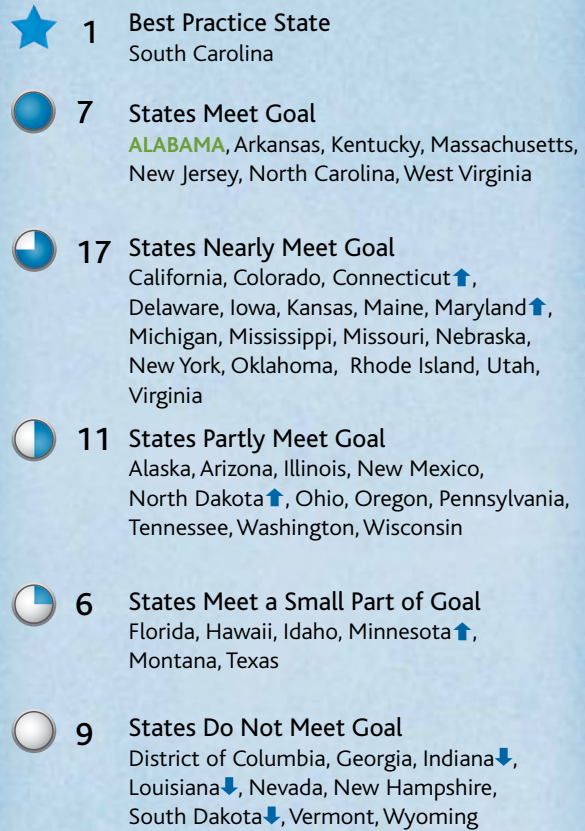 1 Best Practice State
South Carolina
7 States Meet Goal
ALABAMA, Arkansas, Kentucky, Massachusetts,
New Jersey, North Carolina, West Virginia
17 States Nearly Meet Goal
California, Colorado, Connecticut⬆,
Delaware, Iowa, Kansas, Maine, Maryland⬆,
Michigan, Mississippi, Missouri, Nebraska,
New York, Oklahoma, Rhode Island, Utah,
Virginia
11 States Partly Meet Goal
Alaska, Arizona, Illinois, New Mexico,
North Dakota⬆, Ohio, Oregon, Pennsylvania,
Tennessee, Washington, Wisconsin
6 States Meet a Small Part of Goal
Florida, Hawaii, Idaho, Minnesota⬆,
Montana, Texas
9 States Do Not Meet Goal
District of Columbia, Georgia, Indiana⬇,
Louisiana⬇, Nevada, New Hampshire,
South Dakota⬇, Vermont, Wyoming